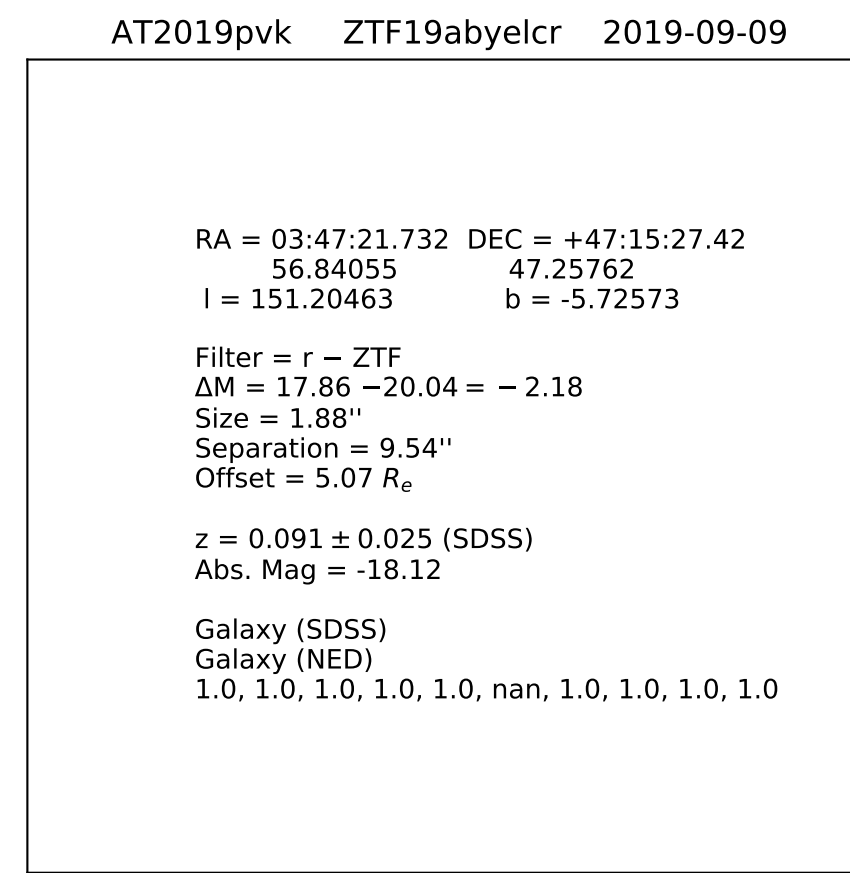 AT2019pvk ZTF19abyelcr 2019-09-09
RA = 03:47:21.732 DEC = +47:15:27.42
56.84055 47.25762
l = 151.20463 b = -5.72573
Filter = r − ZTF
ΔM = 17.86 −20.04 = − 2.18
Size = 1.88''
Separation = 9.54''
Offset = 5.07 Rₑ
z = 0.091 ± 0.025 (SDSS)
Abs. Mag = -18.12
Galaxy (SDSS)
Galaxy (NED)
1.0, 1.0, 1.0, 1.0, 1.0, nan, 1.0, 1.0, 1.0, 1.0